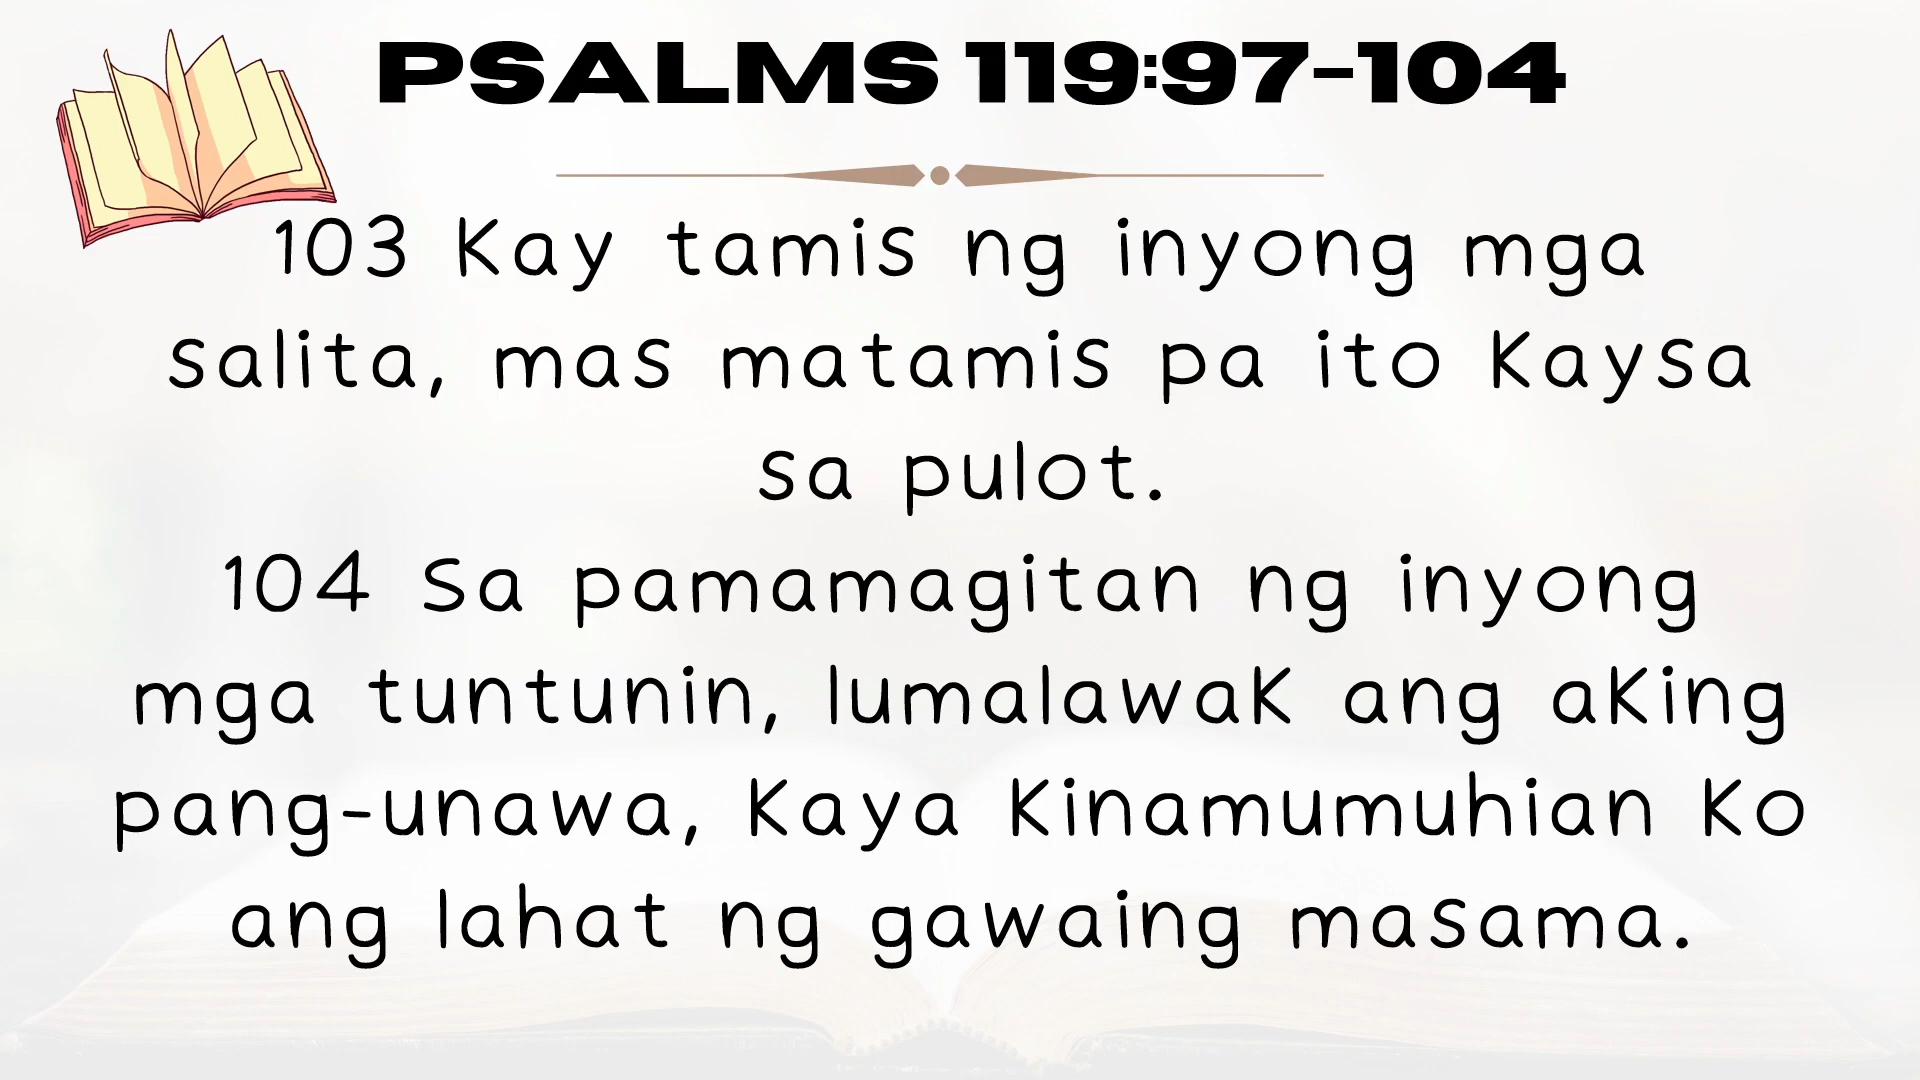 PSALMS 119:97-104
103 Kay tamis ng inyong mga
salita, mas matamis pa ito kaysa
sa pulot.
104 Sa pamamagitan ng inyong
mga tuntunin, lumalawak ang aking
pang-unawa, kaya kinamumuhian ko
ang lahat ng gawaing masama.